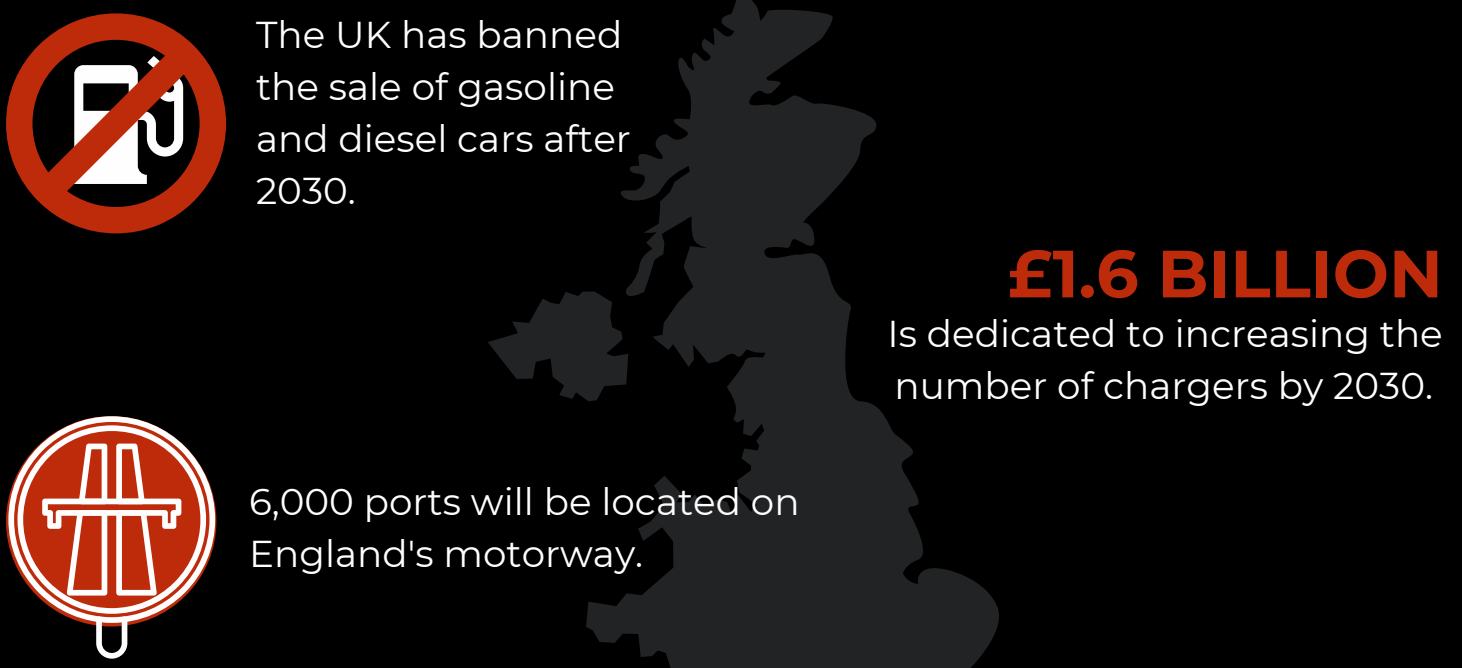 The UK has banned
the sale of gasoline
and diesel cars after
2030.
£1.6 BILLION
Is dedicated to increasing the
number of chargers by 2030.
6,000 ports will be located on
England's motorway.